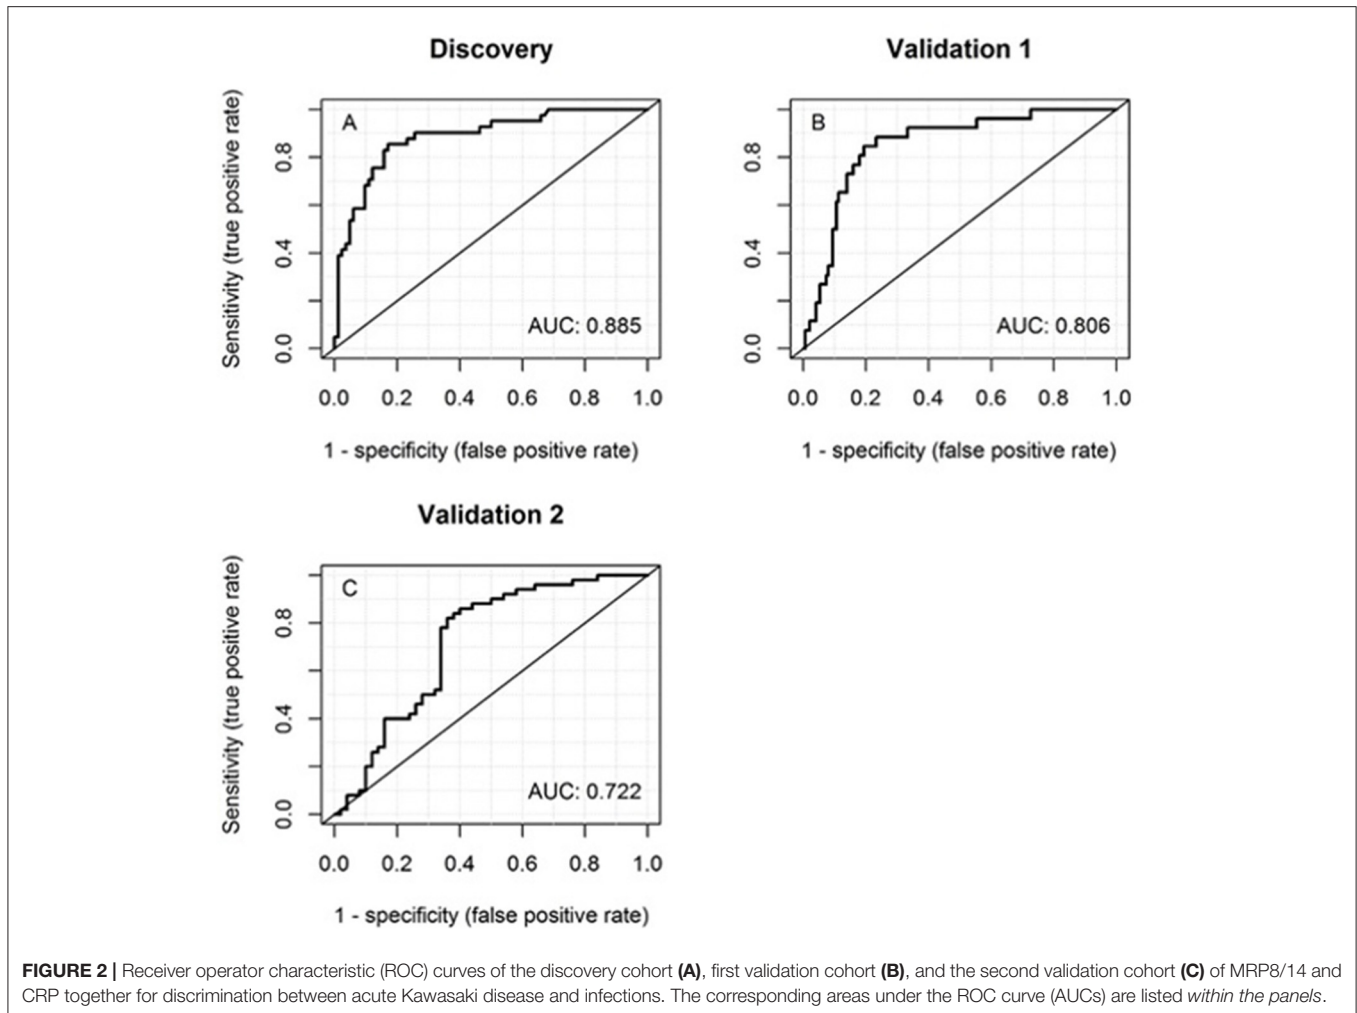 Discovery
A
Sensitivity (true positive rate)
0.0 0.4 0.8
AUC: 0.885
0.0 0.2 0.4 0.6 0.8 1.0
1 - specificity (false positive rate)
Validation 1
B
0.0 0.4 0.8
AUC: 0.806
0.0 0.2 0.4 0.6 0.8 1.0
1 - specificity (false positive rate)
Validation 2
C
Sensitivity (true positive rate)
0.0 0.4 0.8
AUC: 0.722
0.0 0.2 0.4 0.6 0.8 1.0
1 - specificity (false positive rate)
FIGURE 2 | Receiver operator characteristic (ROC) curves of the discovery cohort (A), first validation cohort (B), and the second validation cohort (C) of MRP8/14 and
CRP together for discrimination between acute Kawasaki disease and infections. The corresponding areas under the ROC curve (AUCs) are listed within the panels.